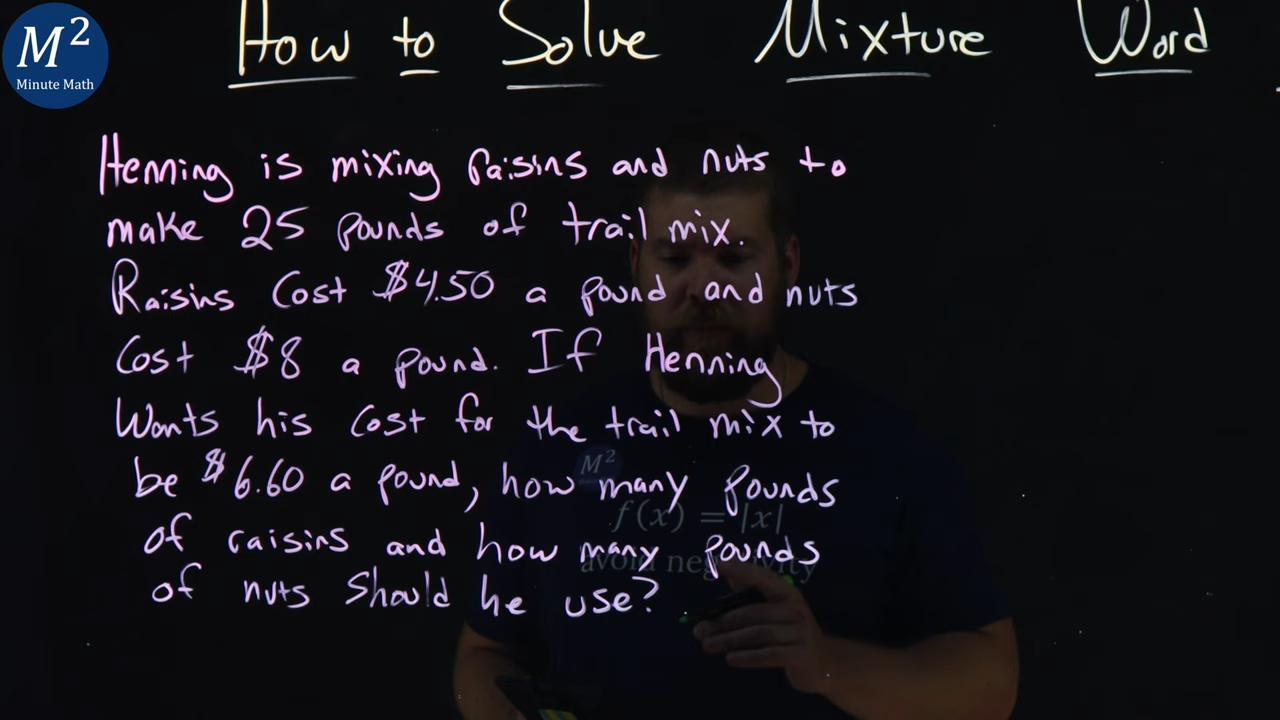 M²
Minute Math
How to Solve Mixture Word
Henning is mixing raisins and nuts to
make 25 pounds of trail mix.
Raisins Cost $4.50 a pound and nuts
Cost $8 a pound. If Henning
Wants his cost for the trail mix to
be $6.60 a pound, how many pounds
of raisins and how many pounds
of nuts should he use?
M²
f(x) = |x|
avoid negativity